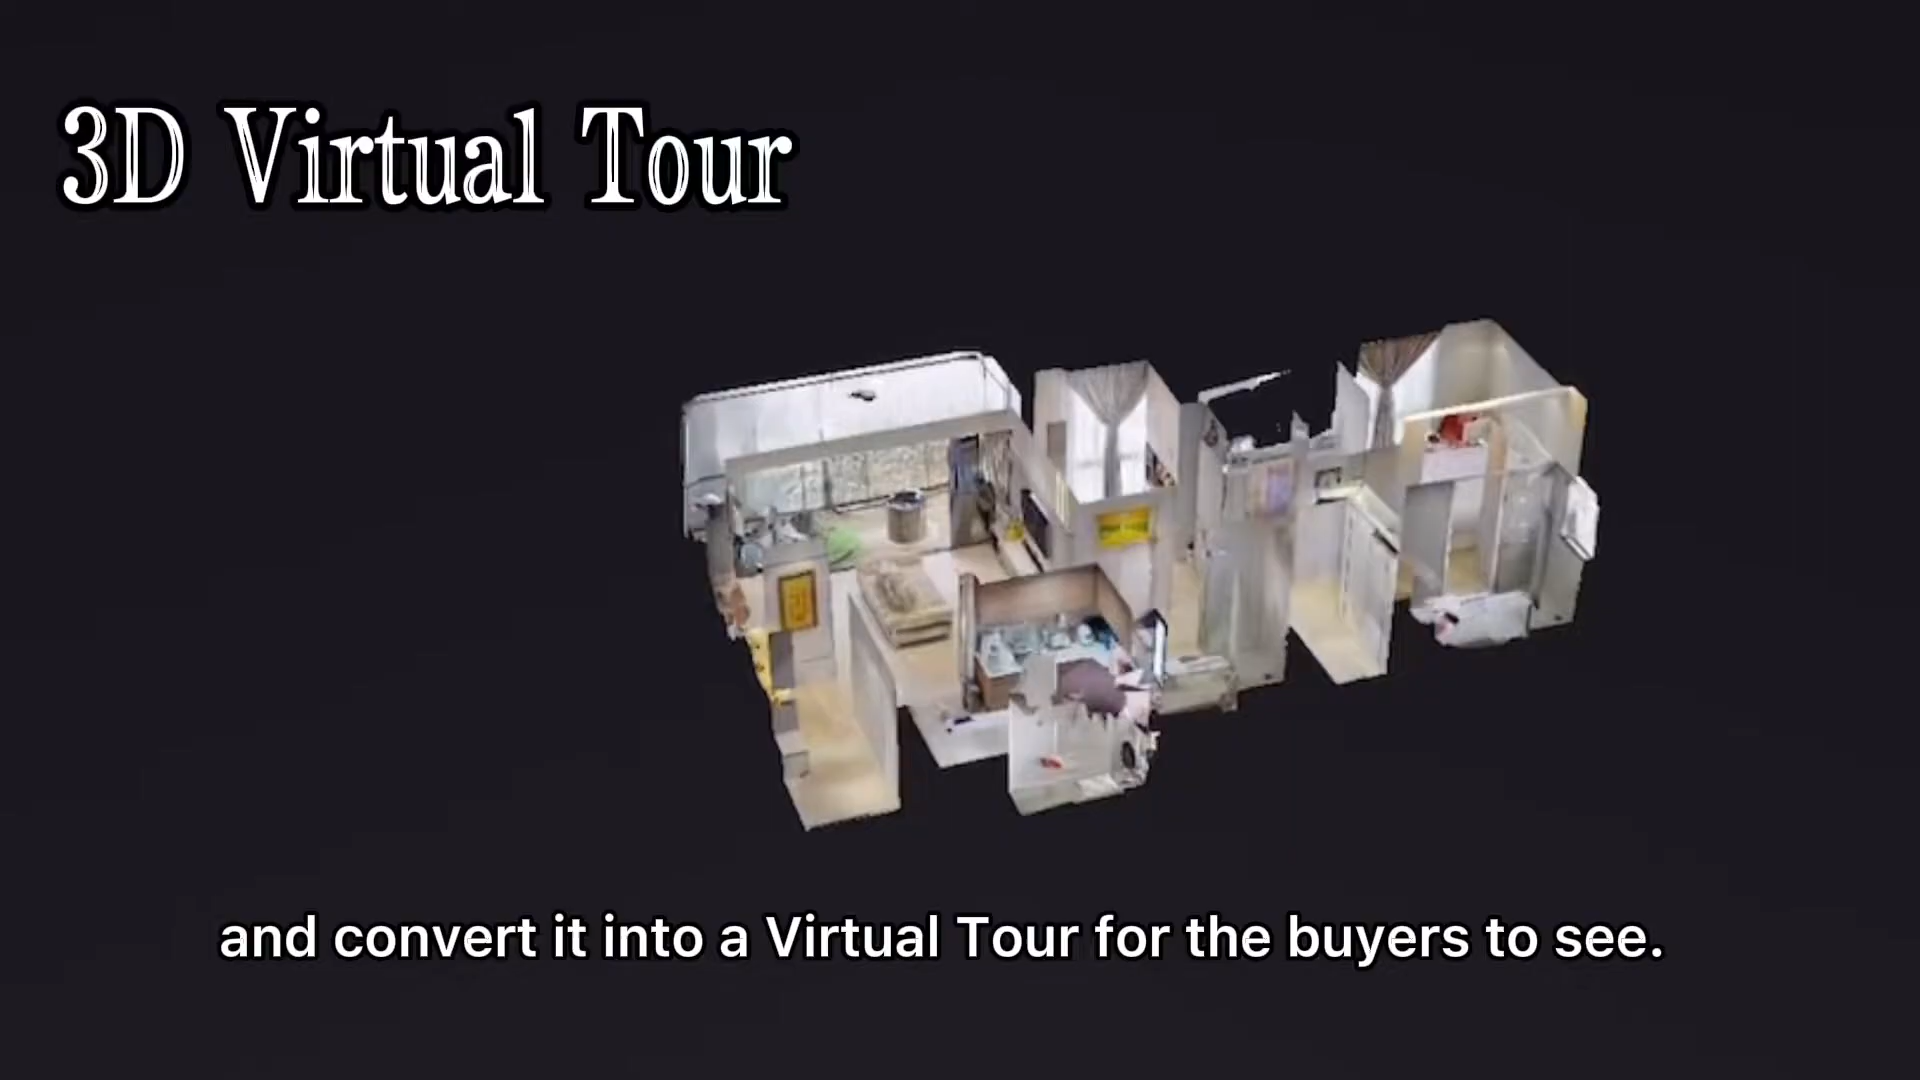 3D Virtual Tour
and convert it into a Virtual Tour for the buyers to see.